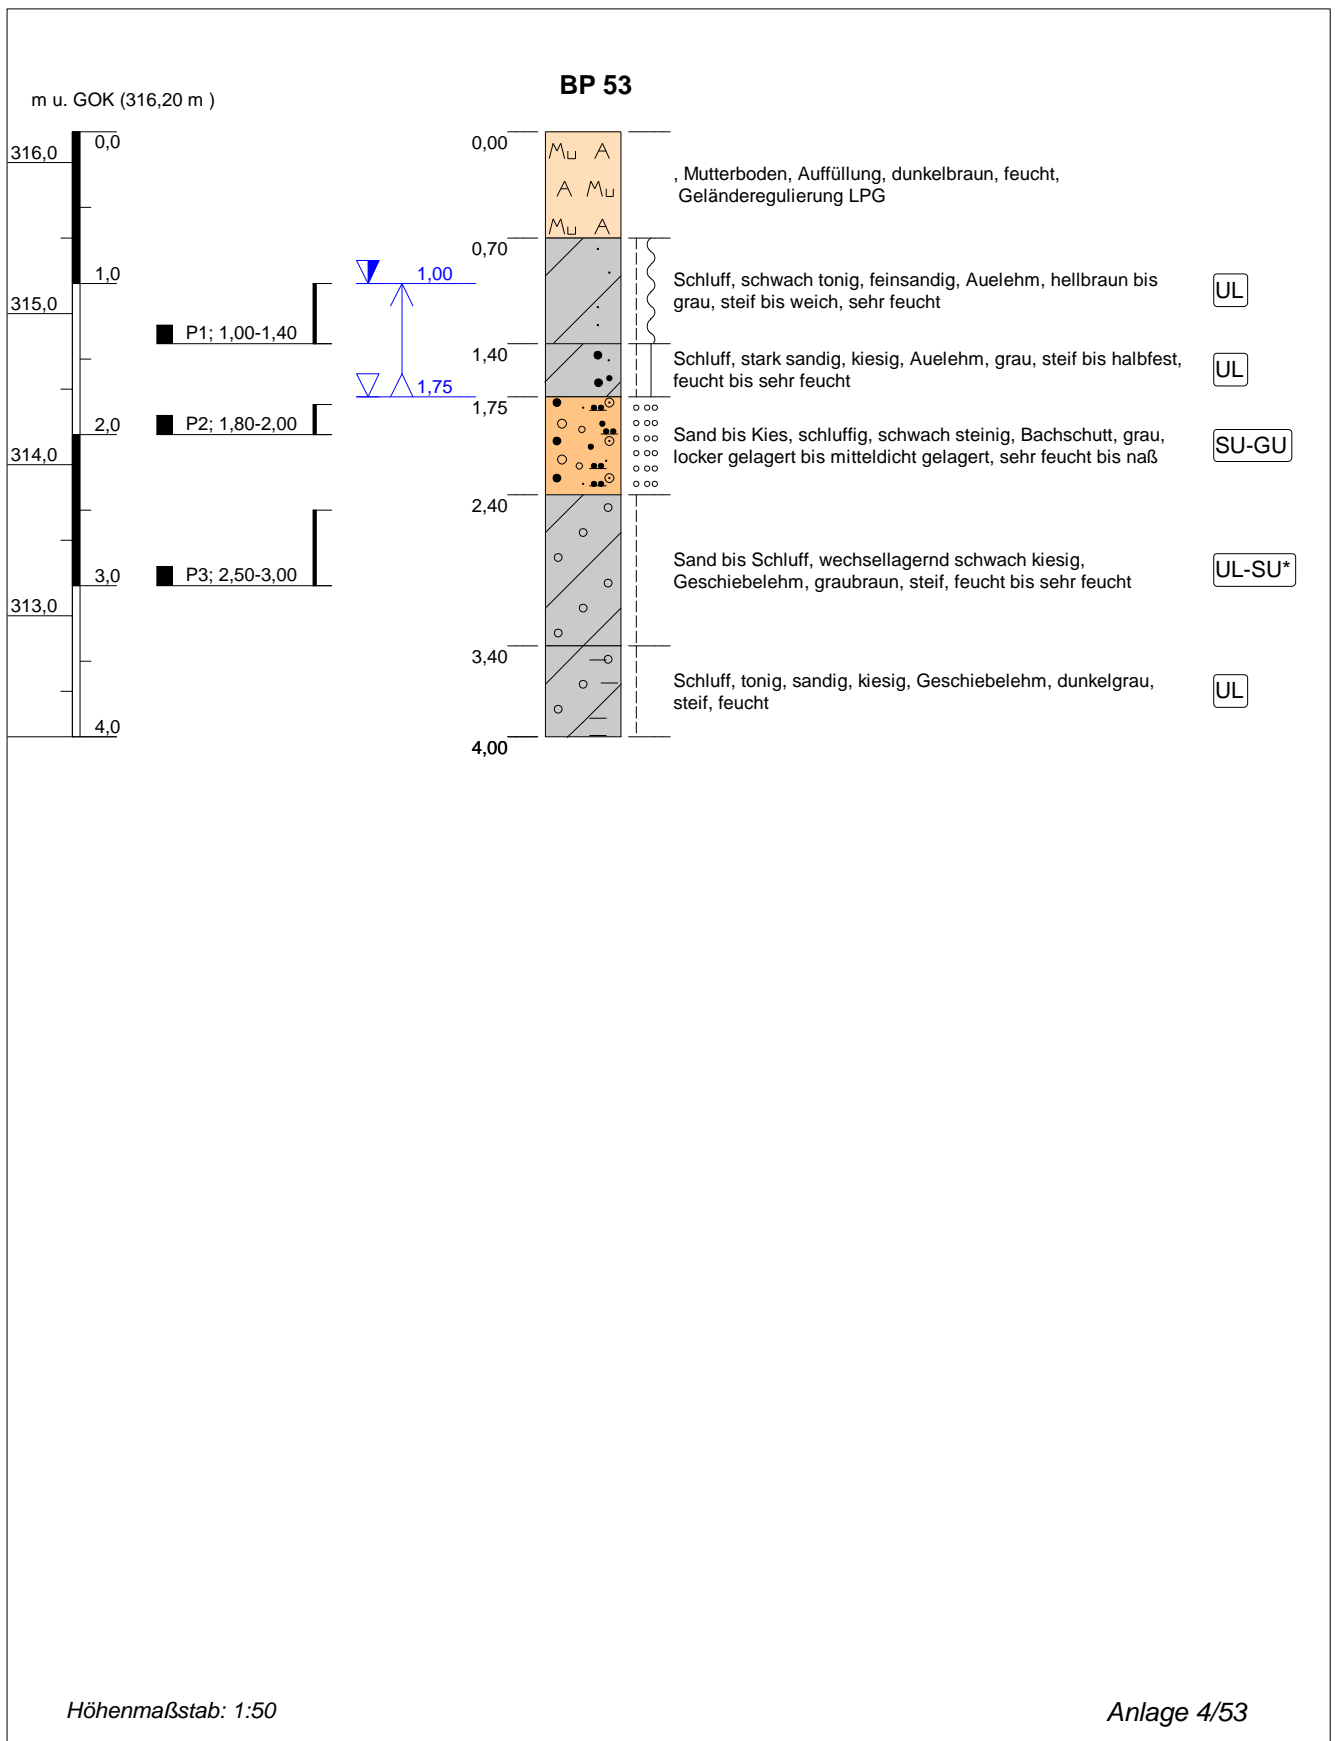 BP 53
m u. GOK (316,20 m )
0,0
0,00
316,0
Mu A
, Mutterboden, Auffüllung, dunkelbraun, feucht,
A Mu
Geländeregulierung LPG
Mu A
0,70
1,0
1,00
Schluff, schwach tonig, feinsandig, Auelehm, hellbraun bis
grau, steif bis weich, sehr feucht
UL
315,0
P1; 1,00-1,40
1,40
Schluff, stark sandig, kiesig, Auelehm, grau, steif bis halbfest,
feucht bis sehr feucht
UL
1,75
1,75
2,0
P2; 1,80-2,00
Sand bis Kies, schluffig, schwach steinig, Bachschutt, grau,
locker gelagert bis mitteldicht gelagert, sehr feucht bis naß
SU-GU
314,0
2,40
Sand bis Schluff, wechsellagernd schwach kiesig,
Geschiebelehm, graubraun, steif, feucht bis sehr feucht
UL-SU*
3,0
P3; 2,50-3,00
313,0
3,40
Schluff, tonig, sandig, kiesig, Geschiebelehm, dunkelgrau,
steif, feucht
UL
4,0
4,00
Höhenmaßstab: 1:50
Anlage 4/53